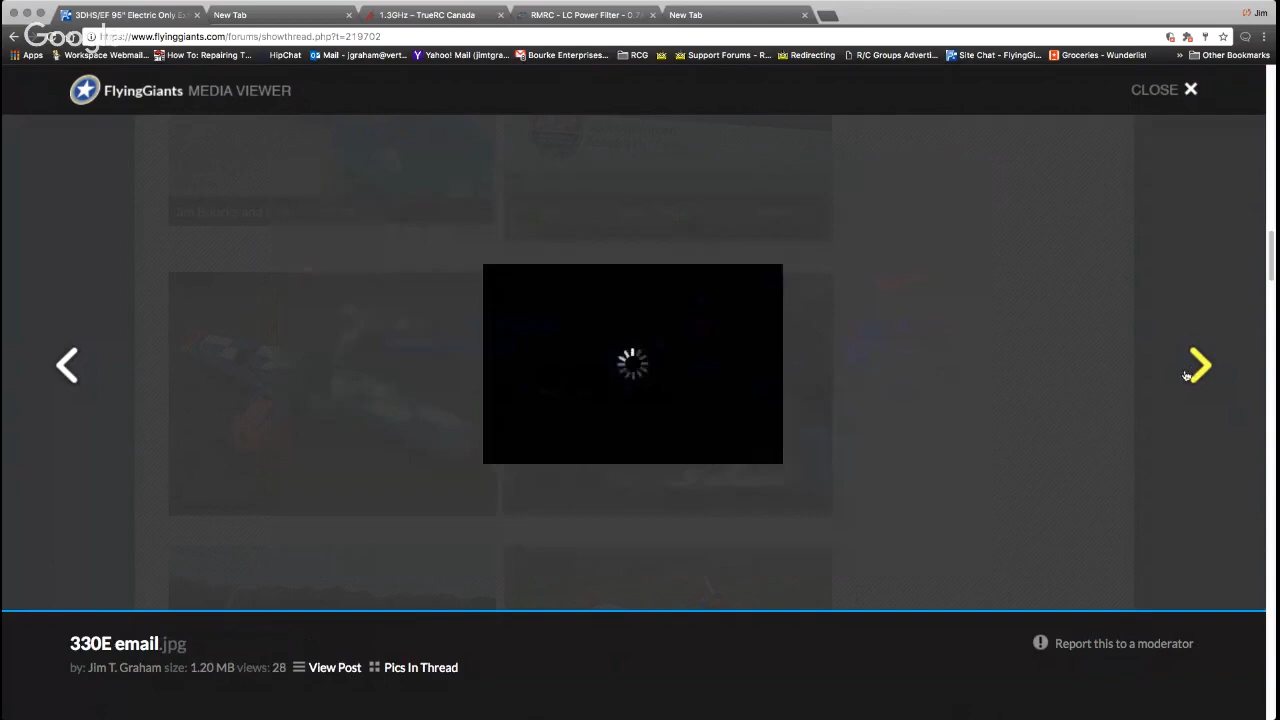 3DHS/EF 95" Electric Only Ex
New Tab
1.3GHz – TrueRC Canada
RMRC - LC Power Filter - 0.7
New Tab
Jim
Google
https://www.flyinggiants.com/forums/showthread.php?t=219702
Apps
Workspace Webmail...
How To: Repairing T...
HipChat
Mail - jgraham@vert...
Yahoo! Mail (jimtgra...
Bourke Enterprises...
RCG
Support Forums - R...
Redirecting
R/C Groups Adverti...
Site Chat - FlyingGi...
Groceries - Wunderlist
»
Other Bookmarks
FlyingGiants MEDIA VIEWER
CLOSE
330E email.jpg
Report this to a moderator
by: Jim T. Graham size: 1.20 MB views: 28 View Post Pics In Thread